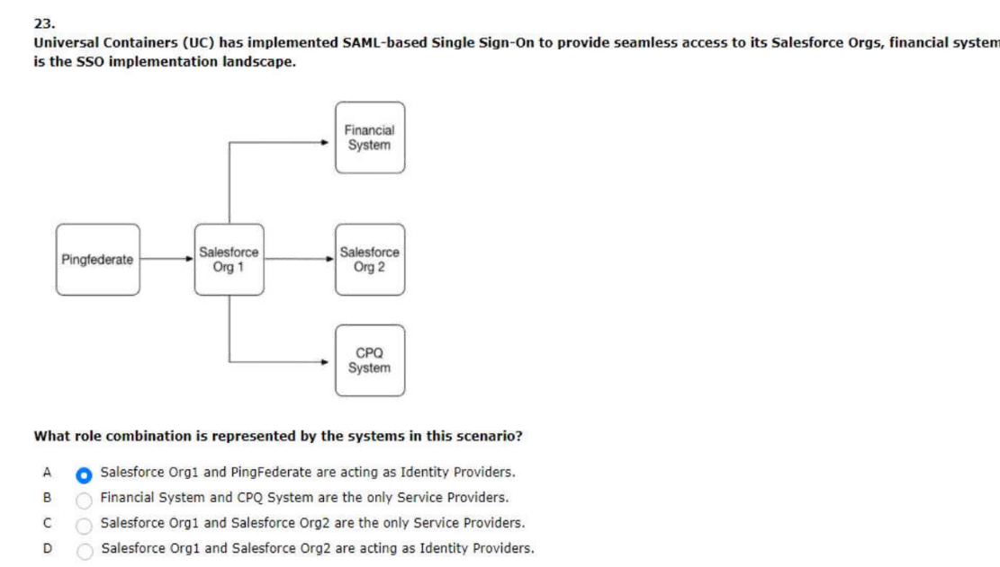 23.
Universal Containers (UC) has implemented SAML-based Single Sign-On to provide seamless access to its Salesforce Orgs, financial system
is the SSO implementation landscape.
Financial
System
Pingfederate
Salesforce
Org 1
Salesforce
Org 2
CPQ
System
What role combination is represented by the systems in this scenario?
A Salesforce Org1 and PingFederate are acting as Identity Providers.
B Financial System and CPQ System are the only Service Providers.
C Salesforce Org1 and Salesforce Org2 are the only Service Providers.
D Salesforce Org1 and Salesforce Org2 are acting as Identity Providers.